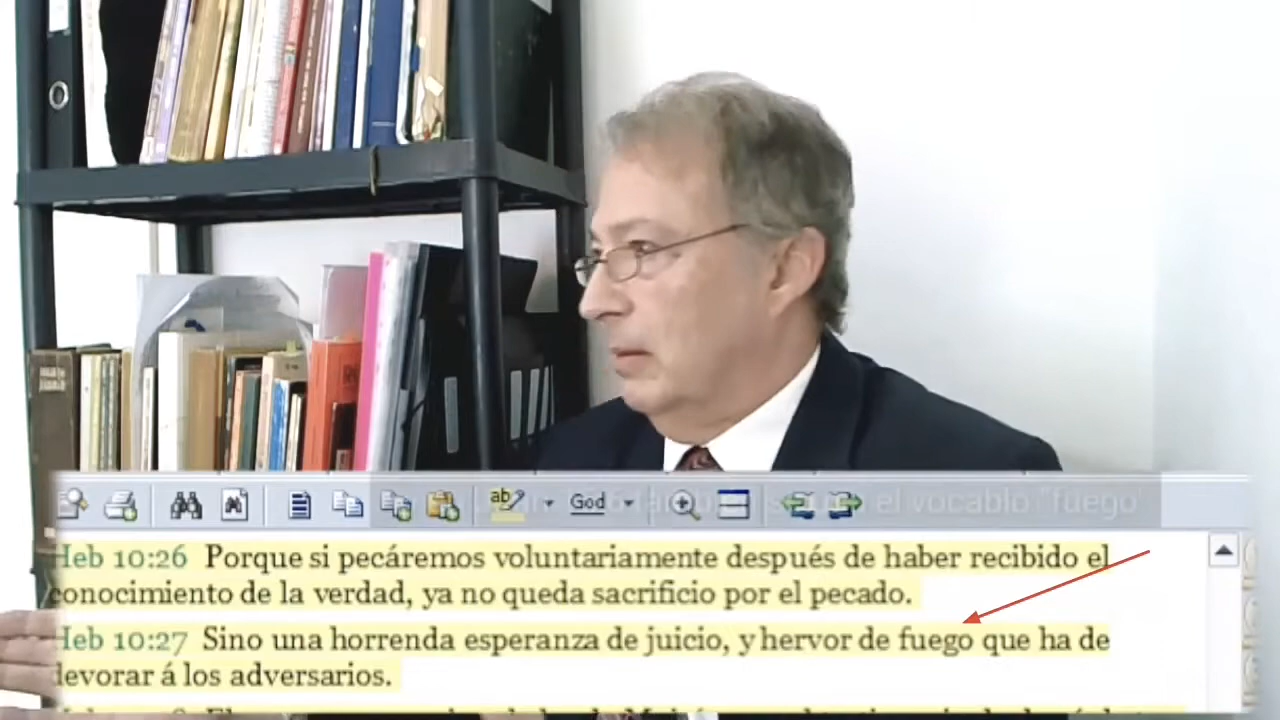 ab
God
el vocablo "fuego"
Heb 10:26 Porque si pecáremos voluntariamente después de haber recibido el
conocimiento de la verdad, ya no queda sacrificio por el pecado.
Heb 10:27 Sino una horrenda esperanza de juicio, y hervor de fuego que ha de
devorar á los adversarios.